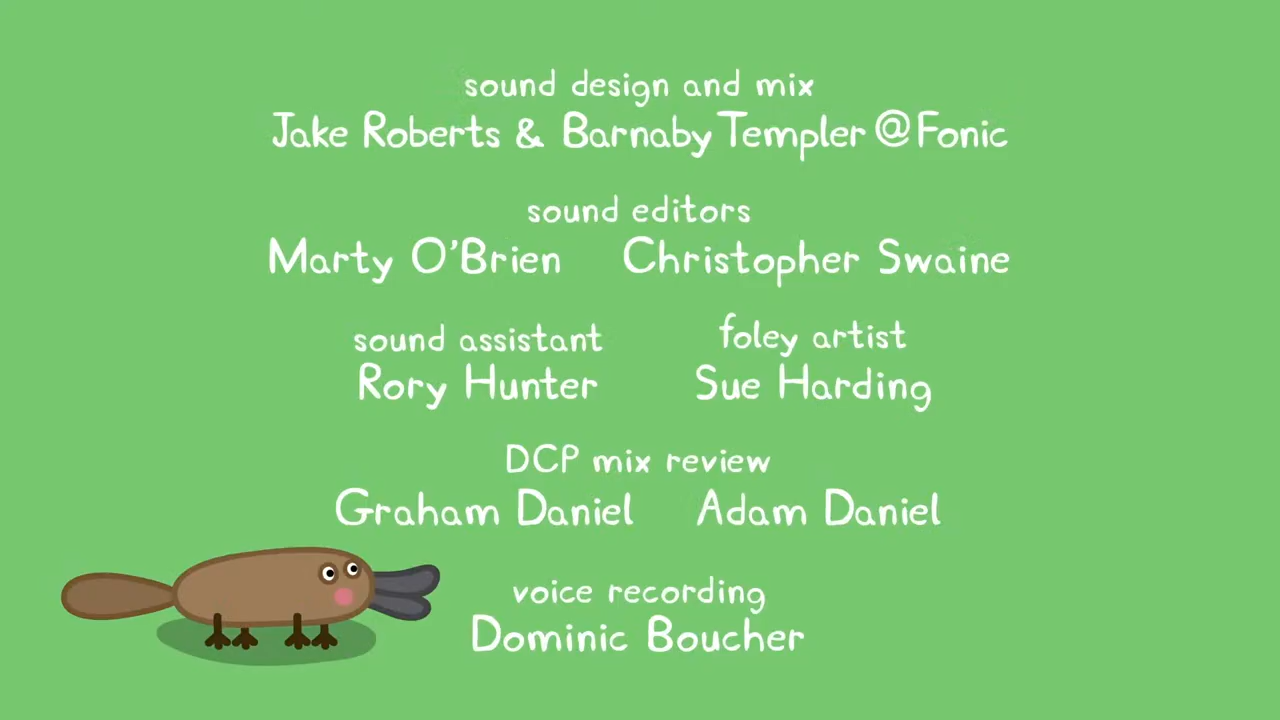 sound design and mix
Jake Roberts & Barnaby Templer @Fonic
sound editors
Marty O'Brien Christopher Swaine
sound assistant foley artist
Rory Hunter Sue Harding
DCP mix review
Graham Daniel Adam Daniel
voice recording
Dominic Boucher